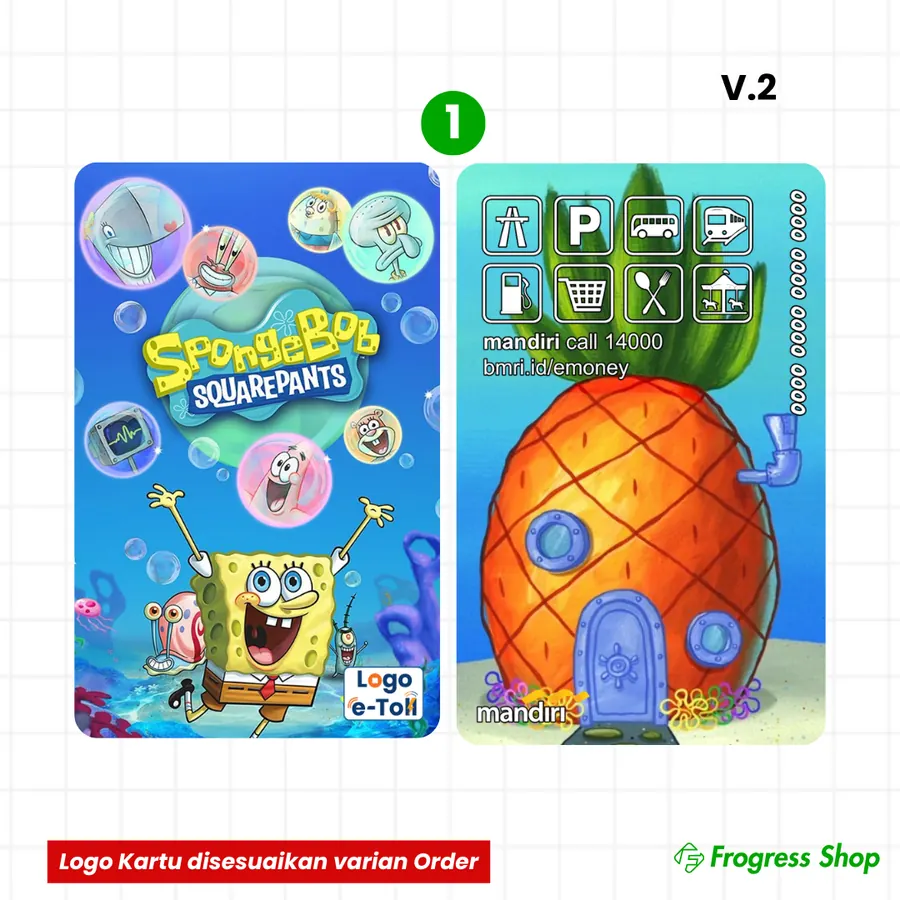 V.2
1
SpongeBob
SQUAREPANTS
Logo
e-Toll
P
mandiri call 14000
bmri.id/emoney
0000 0000 0000 0000
mandiri
Logo Kartu disesuaikan varian Order
Frogress Shop